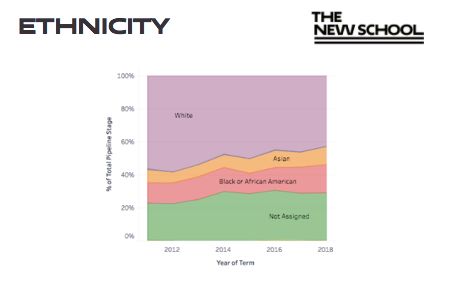 ETHNICITY
THE
NEW SCHOOL
100%
80%
60%
40%
20%
0%
% of Total Pipeline Stage
White
Asian
Black or African American
Not Assigned
2012
2014
2016
2018
Year of Term